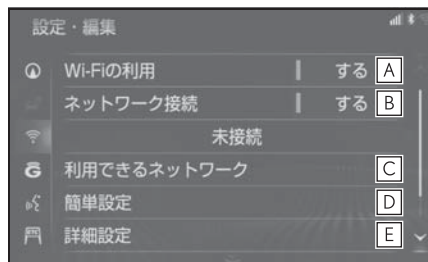 設定・編集
Wi-Fiの利用 する A
ネットワーク接続 する B
未接続
G 利用できるネットワーク C
簡単設定 D
詳細設定 E